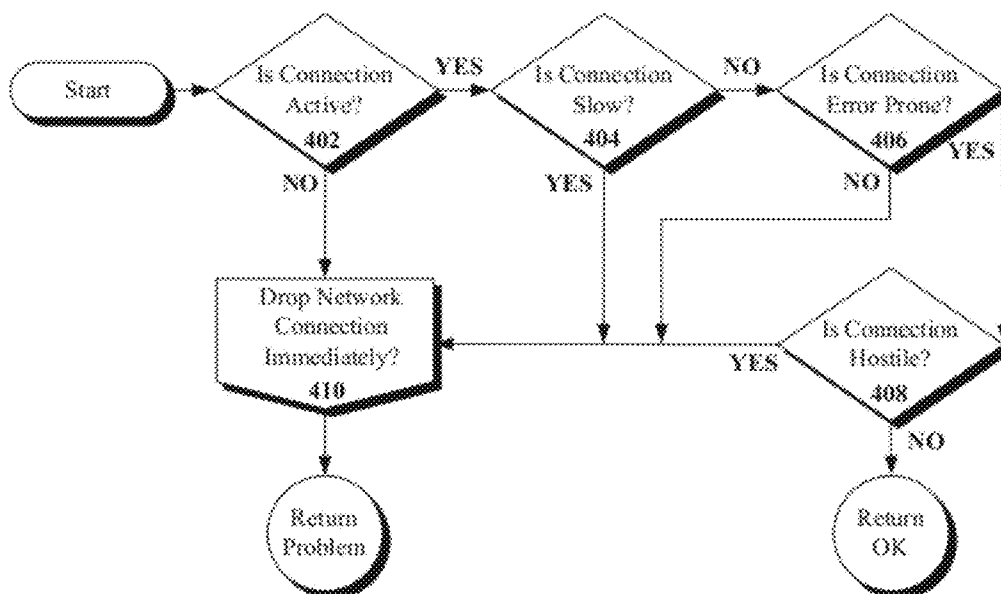 Start
Is Connection
Active?
402
YES
NO
Is Connection
Slow?
404
NO
YES
Is Connection
Error Prone?
406
YES
NO
Drop Network
Connection
Immediately?
410
YES
Is Connection
Hostile?
408
NO
Return
Problem
Return
OK